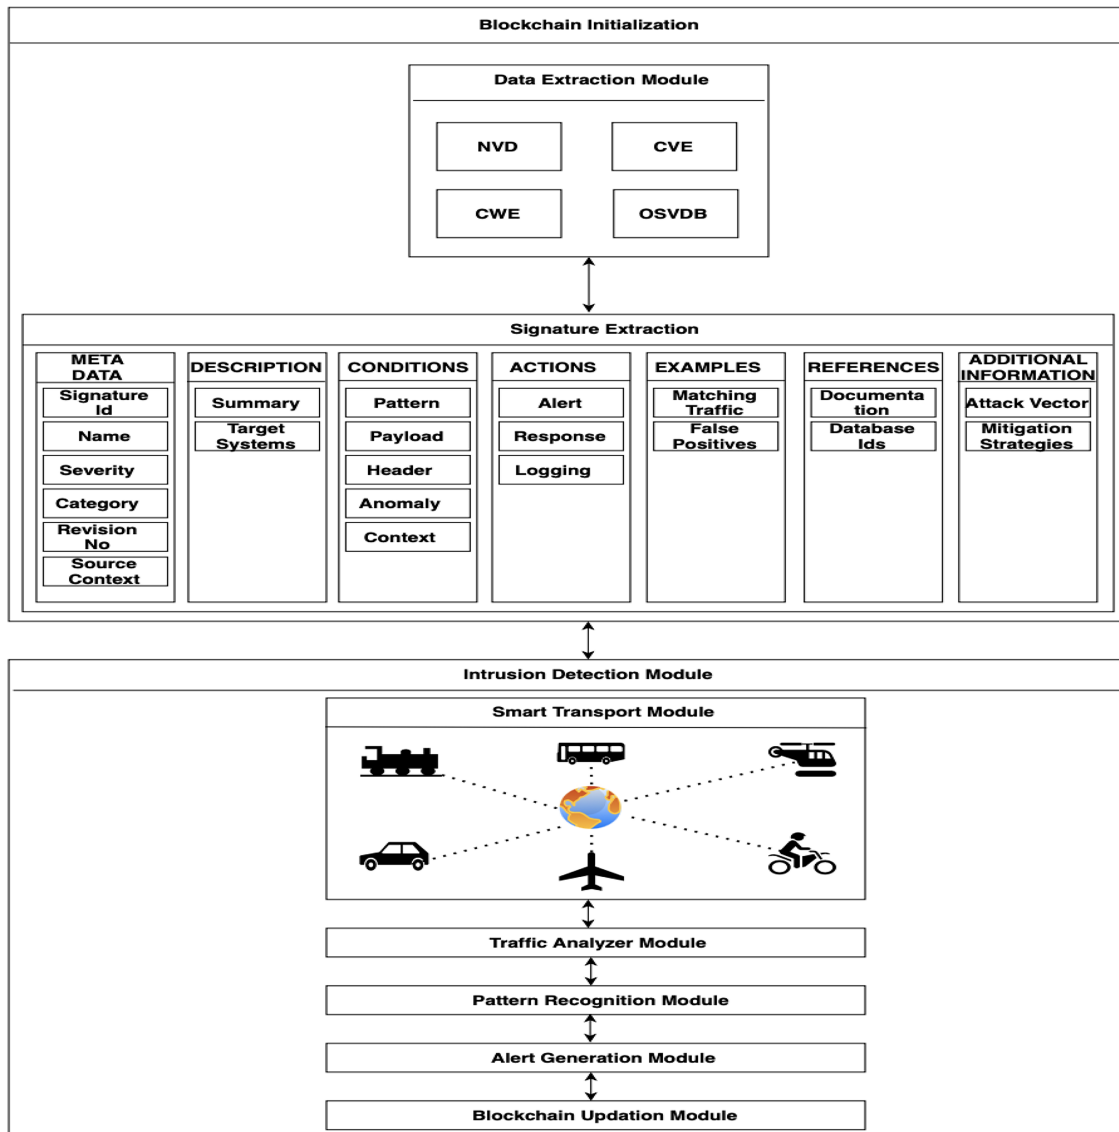 Blockchain Initialization
Data Extraction Module
NVD
CVE
CWE
OSVDB
Signature Extraction
META
DATA
Signature
Id
Name
Severity
Category
Revision
No
Source
Context
DESCRIPTION
Summary
Target
Systems
CONDITIONS
Pattern
Payload
Header
Anomaly
Context
ACTIONS
Alert
Response
Logging
EXAMPLES
Matching
Traffic
False
Positives
REFERENCES
Documenta
tion
Database
Ids
ADDITIONAL
INFORMATION
Attack Vector
Mitigation
Strategies
Intrusion Detection Module
Smart Transport Module
Traffic Analyzer Module
Pattern Recognition Module
Alert Generation Module
Blockchain Updation Module